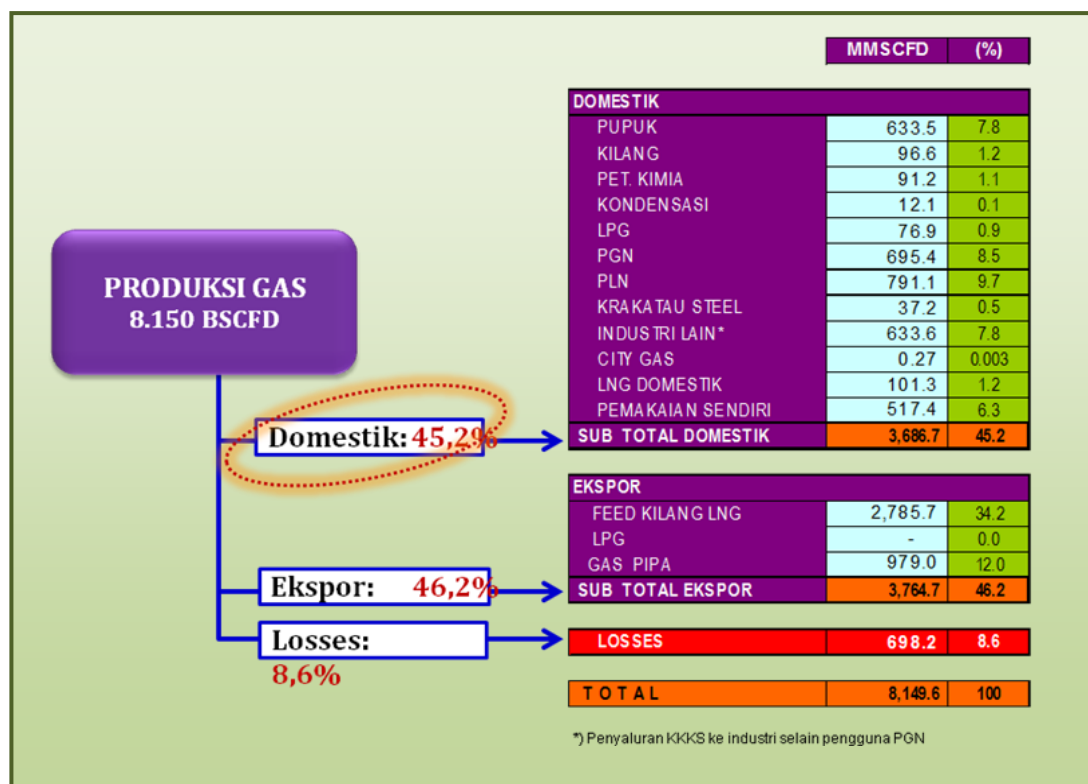 MMSCFD (%)
DOMESTIK
PUPUK 633.5 7.8
KILANG 96.6 1.2
PET. KIMIA 91.2 1.1
KONDENSASI 12.1 0.1
LPG 76.9 0.9
PGN 695.4 8.5
PLN 791.1 9.7
KRAKATAU STEEL 37.2 0.5
INDUSTRI LAIN* 633.6 7.8
CITY GAS 0.27 0.003
LNG DOMESTIK 101.3 1.2
PEMAKAIAN SENDIRI 517.4 6.3
SUB TOTAL DOMESTIK 3,686.7 45.2
PRODUKSI GAS
8.150 BSCFD
Domestik: 45,2%
EKSPOR
FEED KILANG LNG 2,785.7 34.2
LPG - 0.0
GAS PIPA 979.0 12.0
SUB TOTAL EKSPOR 3,764.7 46.2
Ekspor: 46,2%
Losses:
8,6%
LOSSES 698.2 8.6
TOTAL 8,149.6 100
*) Penyaluran KKKS ke industri selain pengguna PGN